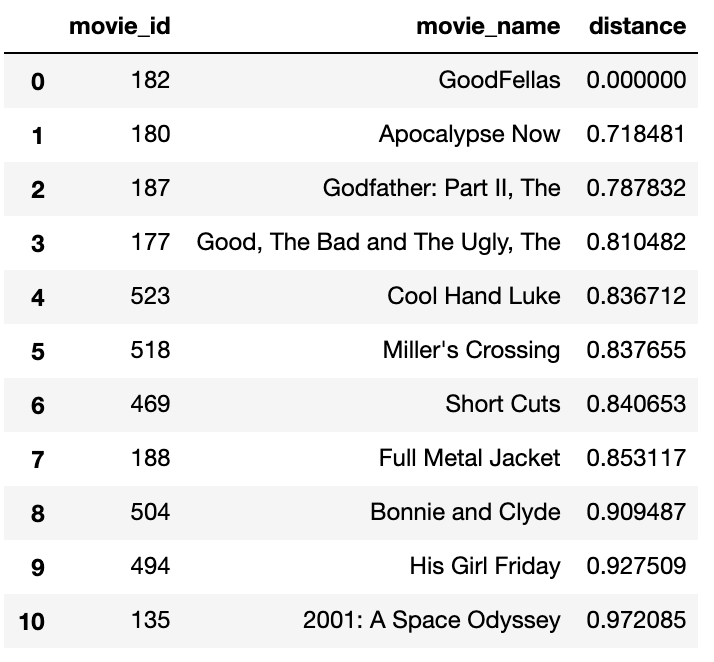 movie_id movie_name distance
0 182 GoodFellas 0.000000
1 180 Apocalypse Now 0.718481
2 187 Godfather: Part II, The 0.787832
3 177 Good, The Bad and The Ugly, The 0.810482
4 523 Cool Hand Luke 0.836712
5 518 Miller's Crossing 0.837655
6 469 Short Cuts 0.840653
7 188 Full Metal Jacket 0.853117
8 504 Bonnie and Clyde 0.909487
9 494 His Girl Friday 0.927509
10 135 2001: A Space Odyssey 0.972085